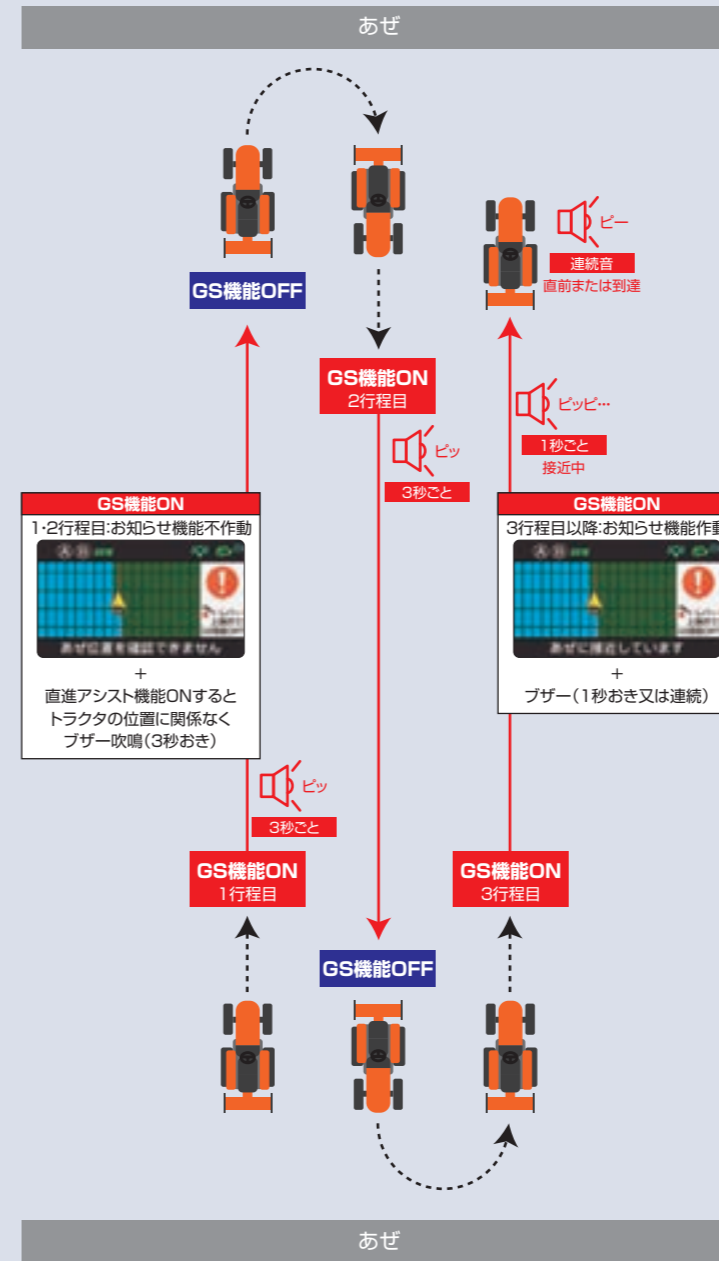 あぜ
GS機能OFF
GS機能ON
2行程目
ピッ
3秒ごと
ピー
連続音
直前または到達
ピッピ…
1秒ごと
接近中
GS機能ON
1・2行程目:お知らせ機能不作動
あぜ位置を確認できません
+
直進アシスト機能ONすると
トラクタの位置に関係なく
ブザー吹鳴(3秒おき)
GS機能ON
3行程目以降:お知らせ機能作動
あぜに接近しています
+
ブザー(1秒おき又は連続)
ピッ
3秒ごと
GS機能ON
1行程目
GS機能ON
3行程目
GS機能OFF
あぜ